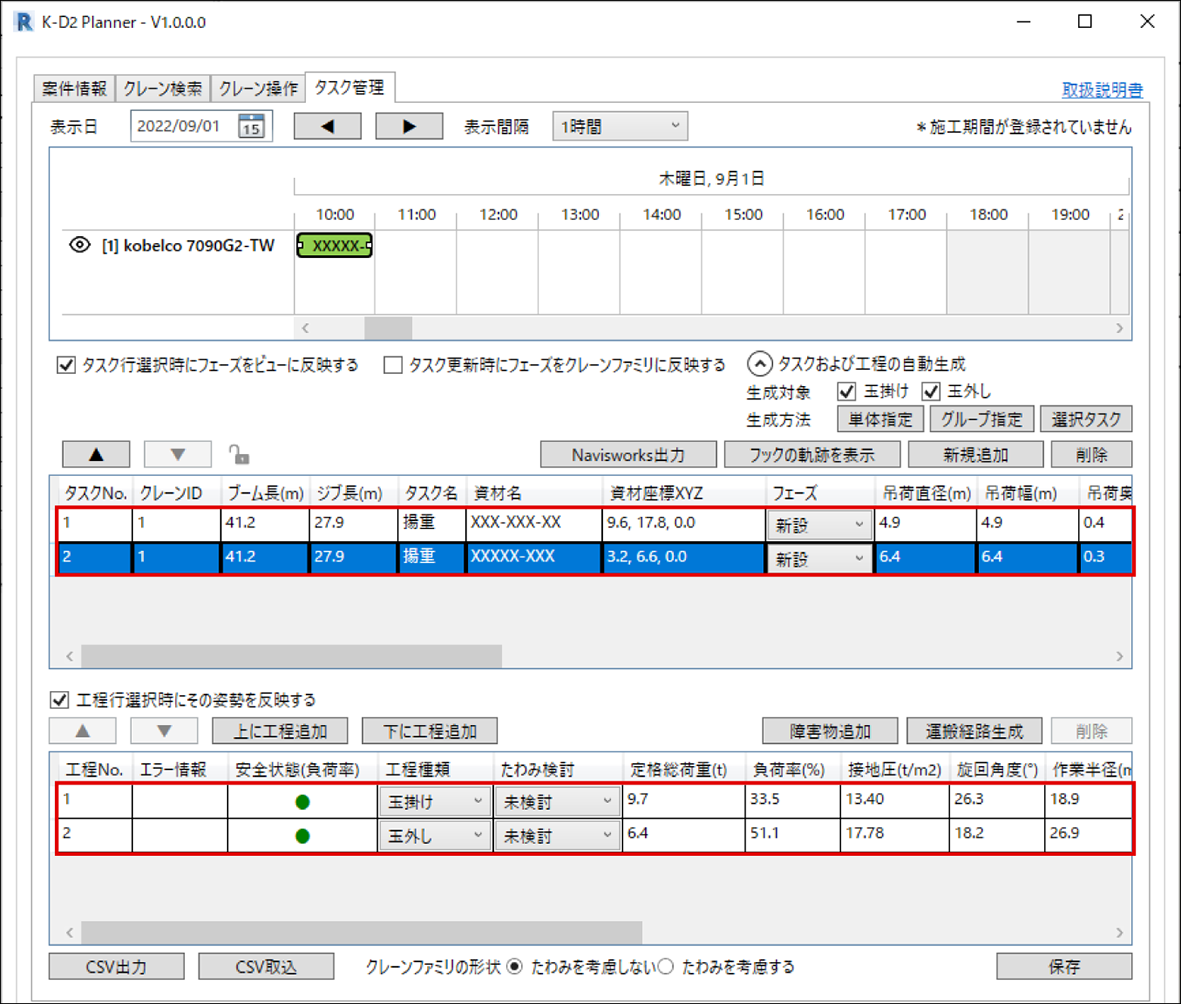 K-D2 Planner - V1.0.0.0
案件情報 クレーン検索 クレーン操作 タスク管理 取扱説明書
表示日 2022/09/01 15 ◀ ▶ 表示間隔 1時間 *施工期間が登録されていません
木曜日, 9月1日
10:00 11:00 12:00 13:00 14:00 15:00 16:00 17:00 18:00 19:00 2
[1] kobelco 7090G2-TW XXXXX-
タスク行選択時にフェーズをビューに反映する タスク更新時にフェーズをクレーンファミリに反映する タスクおよび工程の自動生成
生成対象 玉掛け 玉外し
生成方法 単体指定 グループ指定 選択タスク
▲ ▼ Navisworks出力 フックの軌跡を表示 新規追加 削除
タスクNo. クレーンID ブーム長(m) ジブ長(m) タスク名 資材名 資材座標XYZ フェーズ 吊荷直径(m) 吊荷幅(m) 吊荷奥
1 1 41.2 27.9 揚重 XXX-XXX-XX 9.6, 17.8, 0.0 新設 4.9 4.9 0.4
2 1 41.2 27.9 揚重 XXXXX-XXX 3.2, 6.6, 0.0 新設 6.4 6.4 0.3
工程行選択時にその姿勢を反映する
▲ ▼ 上に工程追加 下に工程追加 障害物追加 運搬経路生成 削除
工程No. エラー情報 安全状態(負荷率) 工程種類 たわみ検討 定格総荷重(t) 負荷率(%) 接地圧(t/m2) 旋回角度(°) 作業半径(m
1 玉掛け 未検討 9.7 33.5 13.40 26.3 18.9
2 玉外し 未検討 6.4 51.1 17.78 18.2 26.9
CSV出力 CSV取込 クレーンファミリの形状 たわみを考慮しない たわみを考慮する 保存